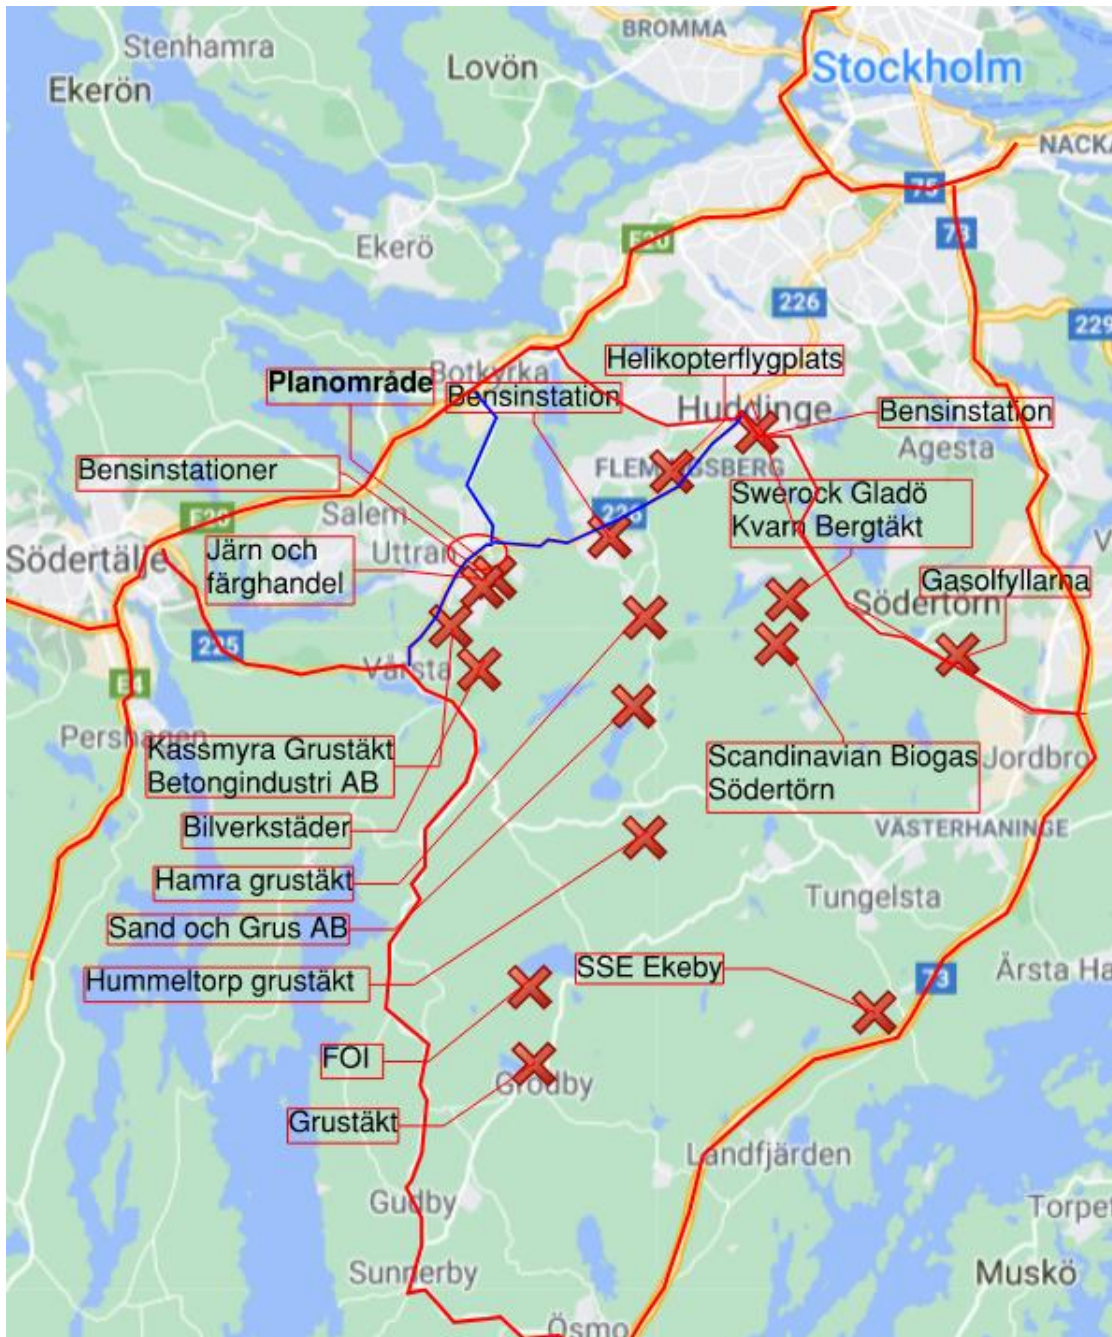 BROMMA
Stenhamra
Lovön
Stockholm
Ekerön
NACKA
75
Ekerö
E20
73
226
229
Helikopterflygplats
Botkyrka
Planområde
Bensinstation
Huddinge
Bensinstation
Agesta
Bensinstationer
FLEMINGSBERG
Swerock Gladö
Kvarn Bergtäkt
Salem
E20
226
Södertälje
Järn och
färghandel
Uttran
Gasolfyllarna
Södertörn
225
Vårsta
E4
Pershagen
Kassmyra Grustäkt
Betongindustri AB
Scandinavian Biogas
Södertörn
Jordbro
Bilverkstäder
VÄSTERHANINGE
Hamra grustäkt
Tungelsta
Sand och Grus AB
Hummeltorp grustäkt
SSE Ekeby
73
Årsta Ha
FOI
Grödby
Grustäkt
Landfjärden
Gudby
Torpe
Sunnerby
Muskö
Ösmo